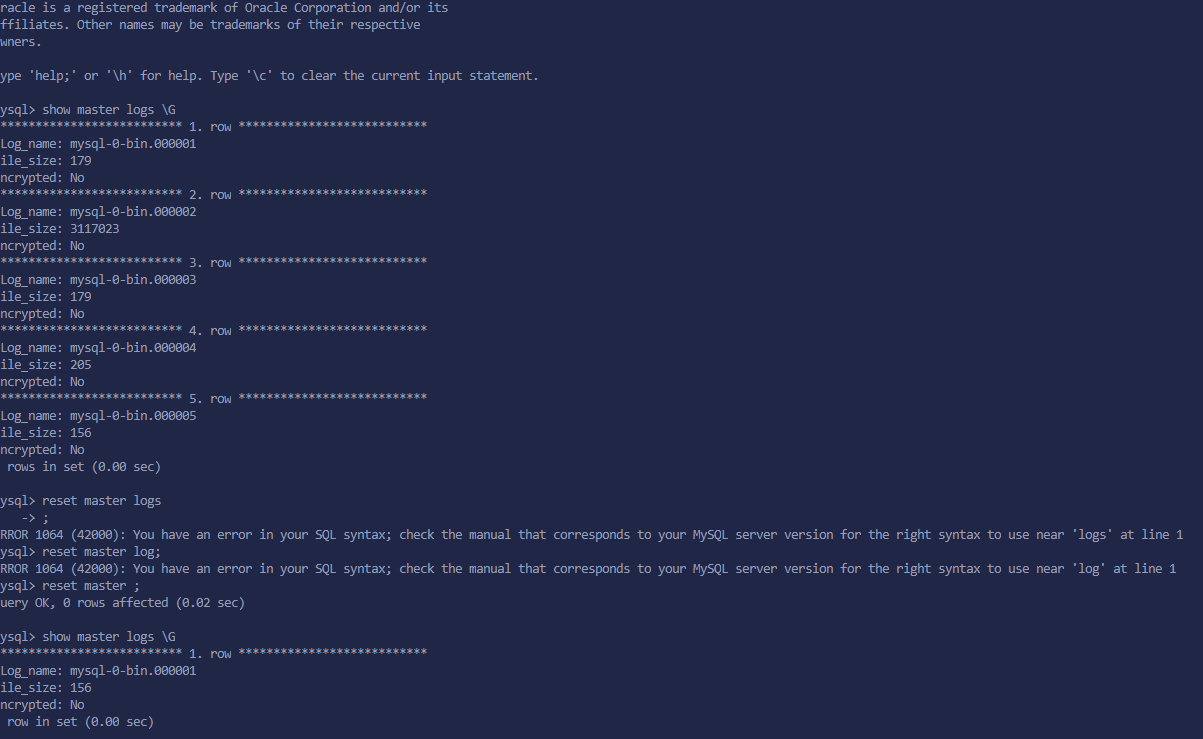 racle is a registered trademark of Oracle Corporation and/or its
ffiliates. Other names may be trademarks of their respective
wners.
ype 'help;' or '\h' for help. Type '\c' to clear the current input statement.
ysql> show master logs \G
*************************** 1. row ***************************
Log_name: mysql-0-bin.000001
ile_size: 179
ncrypted: No
*************************** 2. row ***************************
Log_name: mysql-0-bin.000002
ile_size: 3117023
ncrypted: No
*************************** 3. row ***************************
Log_name: mysql-0-bin.000003
ile_size: 179
ncrypted: No
*************************** 4. row ***************************
Log_name: mysql-0-bin.000004
ile_size: 205
ncrypted: No
*************************** 5. row ***************************
Log_name: mysql-0-bin.000005
ile_size: 156
ncrypted: No
rows in set (0.00 sec)
ysql> reset master logs
-> ;
RROR 1064 (42000): You have an error in your SQL syntax; check the manual that corresponds to your MySQL server version for the right syntax to use near 'logs' at line 1
ysql> reset master log;
RROR 1064 (42000): You have an error in your SQL syntax; check the manual that corresponds to your MySQL server version for the right syntax to use near 'log' at line 1
ysql> reset master ;
uery OK, 0 rows affected (0.02 sec)
ysql> show master logs \G
*************************** 1. row ***************************
Log_name: mysql-0-bin.000001
ile_size: 156
ncrypted: No
row in set (0.00 sec)